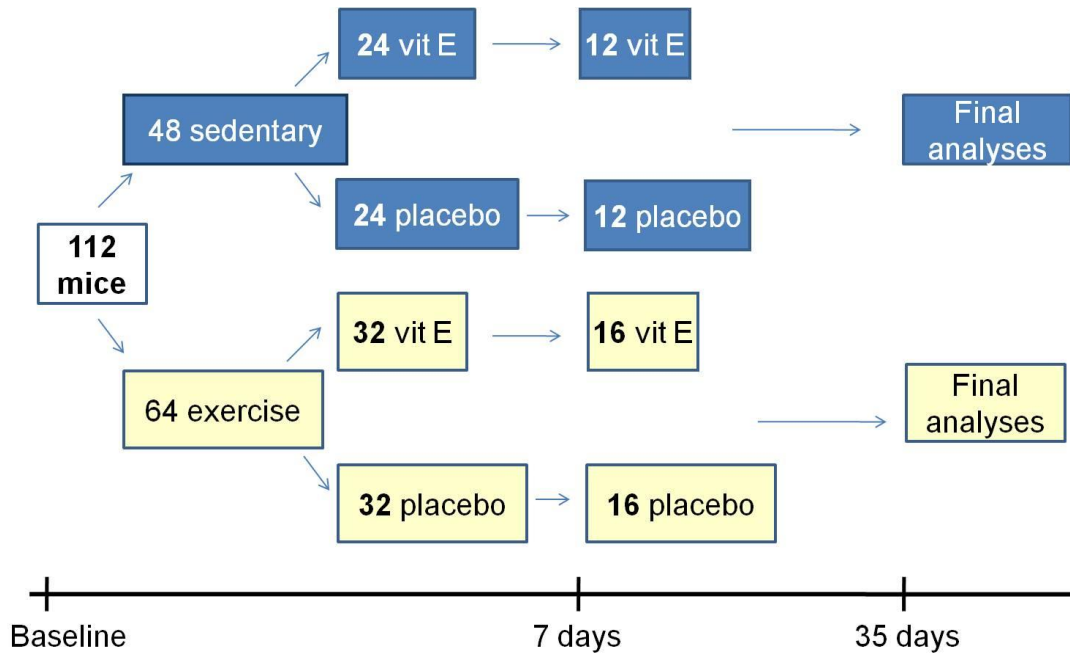 24 vit E
12 vit E
48 sedentary
Final
analyses
24 placebo
12 placebo
112
mice
32 vit E
16 vit E
64 exercise
Final
analyses
32 placebo
16 placebo
Baseline
7 days
35 days